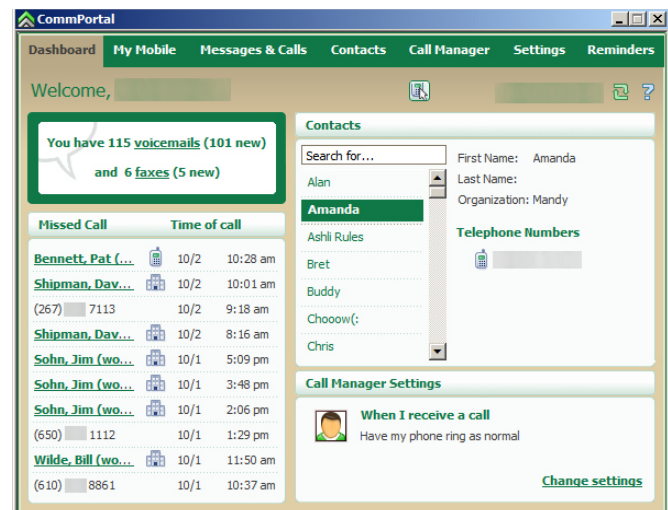 CommPortal
Dashboard My Mobile Messages & Calls Contacts Call Manager Settings Reminders
Welcome,
You have 115 voicemails (101 new)
and 6 faxes (5 new)
Missed Call Time of call
Bennett, Pat (... 10/2 10:28 am
Shipman, Dav... 10/2 10:01 am
(267) 7113 10/2 9:18 am
Shipman, Dav... 10/2 8:16 am
Sohn, Jim (wo... 10/1 5:09 pm
Sohn, Jim (wo... 10/1 3:48 pm
Sohn, Jim (wo... 10/1 2:06 pm
(650) 1112 10/1 1:29 pm
Wilde, Bill (wo... 10/1 11:50 am
(610) 8861 10/1 10:37 am
Contacts
Search for...
Alan
Amanda
Ashli Rules
Bret
Buddy
Chooow(:
Chris
First Name: Amanda
Last Name:
Organization: Mandy
Telephone Numbers
Call Manager Settings
When I receive a call
Have my phone ring as normal
Change settings